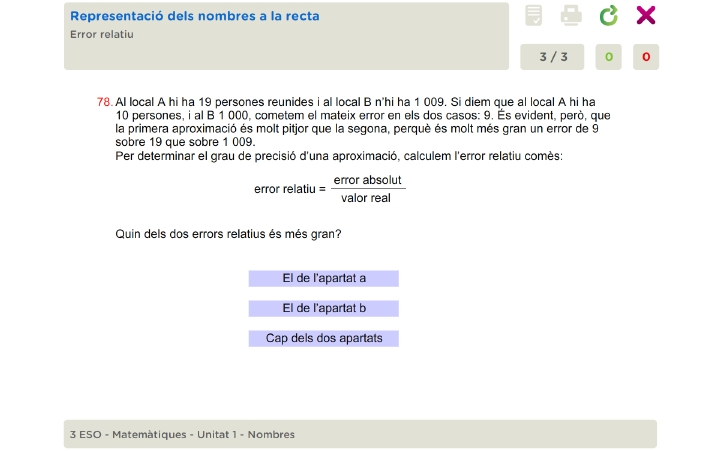 Representació dels nombres a la recta
Error relatiu
3 / 3
0
0
78. Al local A hi ha 19 persones reunides i al local B n'hi ha 1 009. Si diem que al local A hi ha
10 persones, i al B 1 000, cometem el mateix error en els dos casos: 9. És evident, però, que
la primera aproximació és molt pitjor que la segona, perquè és molt més gran un error de 9
sobre 19 que sobre 1 009.
Per determinar el grau de precisió d'una aproximació, calculem l'error relatiu comès:
error relatiu = error absolut
valor real
Quin dels dos errors relatius és més gran?
El de l'apartat a
El de l'apartat b
Cap dels dos apartats
3 ESO - Matemàtiques - Unitat 1 - Nombres